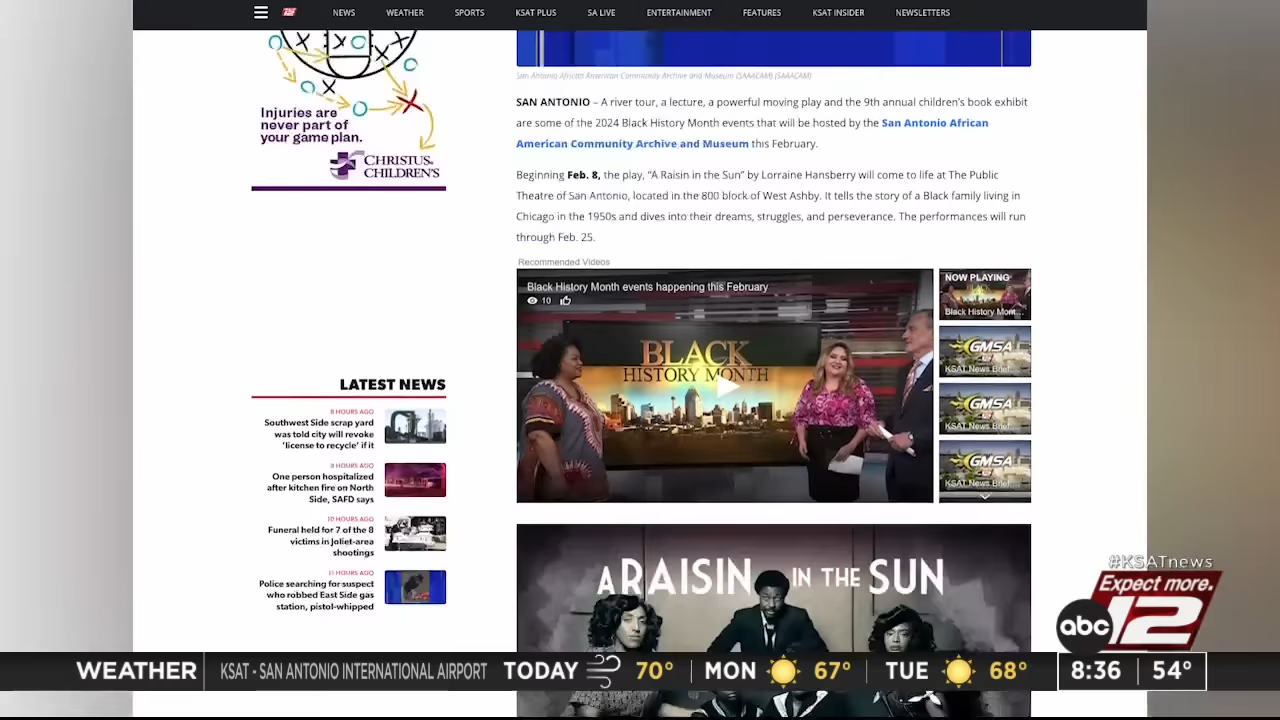 NEWS WEATHER SPORTS KSAT PLUS SA LIVE ENTERTAINMENT FEATURES KSAT INSIDER NEWSLETTERS
Injuries are
never part of
your game plan.
CHRISTUS
CHILDREN'S
San Antonio African American Community Archive and Museum (SAAACAM) (SAAACAM)
SAN ANTONIO – A river tour, a lecture, a powerful moving play and the 9th annual children's book exhibit
are some of the 2024 Black History Month events that will be hosted by the San Antonio African
American Community Archive and Museum this February.
Beginning Feb. 8, the play, "A Raisin in the Sun" by Lorraine Hansberry will come to life at The Public
Theatre of San Antonio, located in the 800 block of West Ashby. It tells the story of a Black family living in
Chicago in the 1950s and dives into their dreams, struggles, and perseverance. The performances will run
through Feb. 25.
Recommended Videos
Black History Month events happening this February
10
BLACK
HISTORY MONTH
NOW PLAYING
Black History Mont...
GMSA
KSAT News Brief...
GMSA
KSAT News Brief...
GMSA
KSAT News Brief...
LATEST NEWS
8 HOURS AGO
Southwest Side scrap yard
was told city will revoke
'license to recycle' if it
9 HOURS AGO
One person hospitalized
after kitchen fire on North
Side, SAFD says
10 HOURS AGO
Funeral held for 7 of the 8
victims in Joliet-area
shootings
11 HOURS AGO
Police searching for suspect
who robbed East Side gas
station, pistol-whipped
A RAISIN IN THE SUN
#KSATnews
Expect more.
abc 12
WEATHER KSAT - SAN ANTONIO INTERNATIONAL AIRPORT TODAY 70° MON 67° TUE 68° 8:36 54°